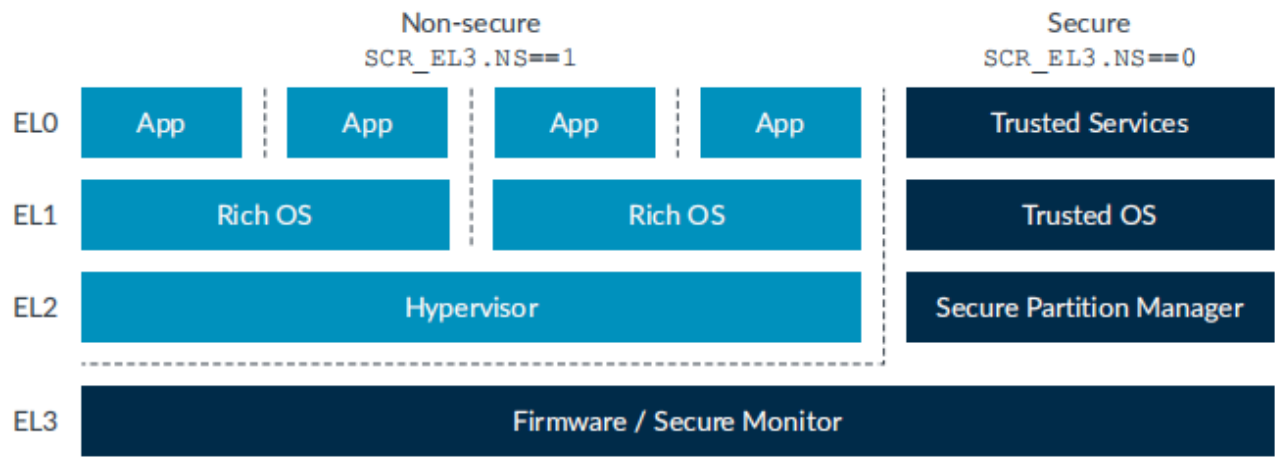 Non-secure
SCR_EL3.NS==1
Secure
SCR_EL3.NS==0
EL0
App
App
App
App
Trusted Services
EL1
Rich OS
Rich OS
Trusted OS
EL2
Hypervisor
Secure Partition Manager
EL3
Firmware / Secure Monitor